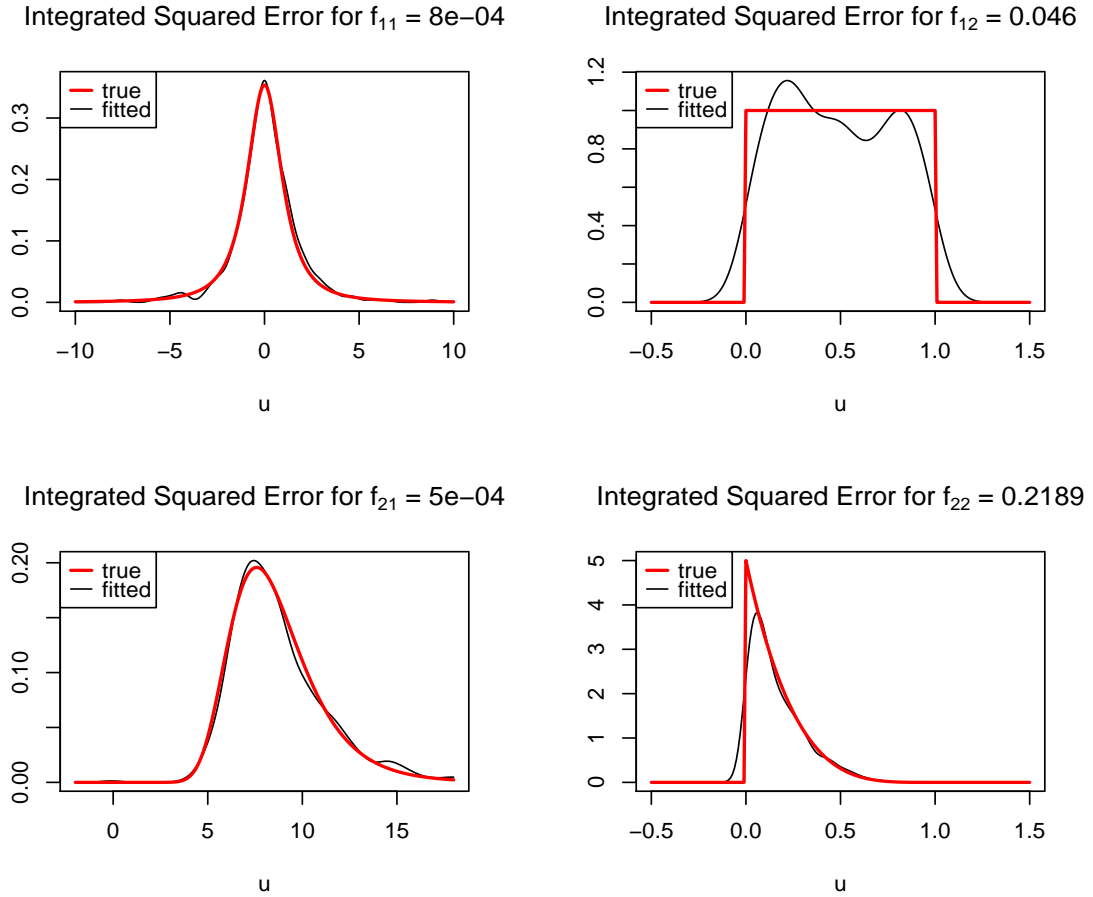 Integrated Squared Error for f₁₁ = 8e−04
true
fitted
0.0 0.1 0.2 0.3
−10 −5 0 5 10
u
Integrated Squared Error for f₁₂ = 0.046
true
fitted
0.0 0.4 0.8 1.2
−0.5 0.0 0.5 1.0 1.5
u
Integrated Squared Error for f₂₁ = 5e−04
true
fitted
0.00 0.10 0.20
0 5 10 15
u
Integrated Squared Error for f₂₂ = 0.2189
true
fitted
0 1 2 3 4 5
−0.5 0.0 0.5 1.0 1.5
u